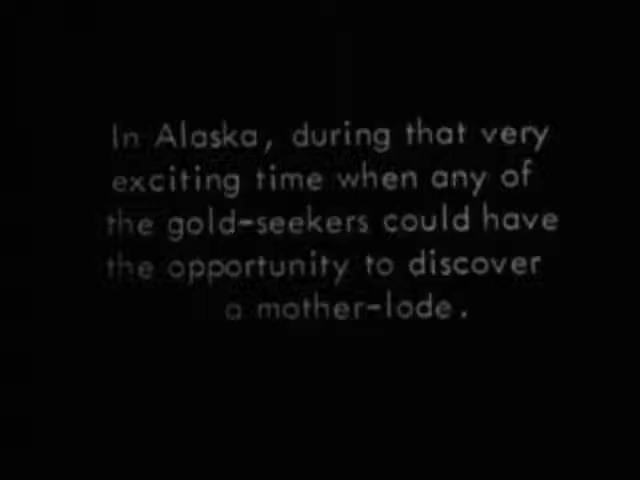 In Alaska, during that very
exciting time when any of
the gold-seekers could have
the opportunity to discover
a mother-lode.